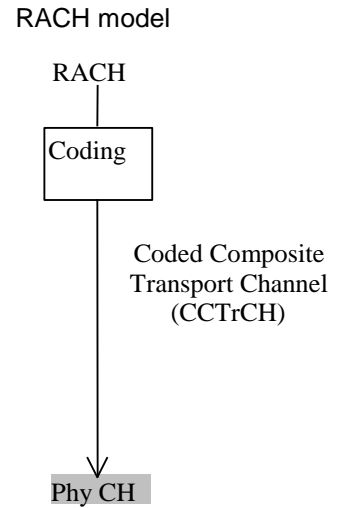 RACH model
RACH
Coding
Coded Composite
Transport Channel
(CCTrCH)
Phy CH